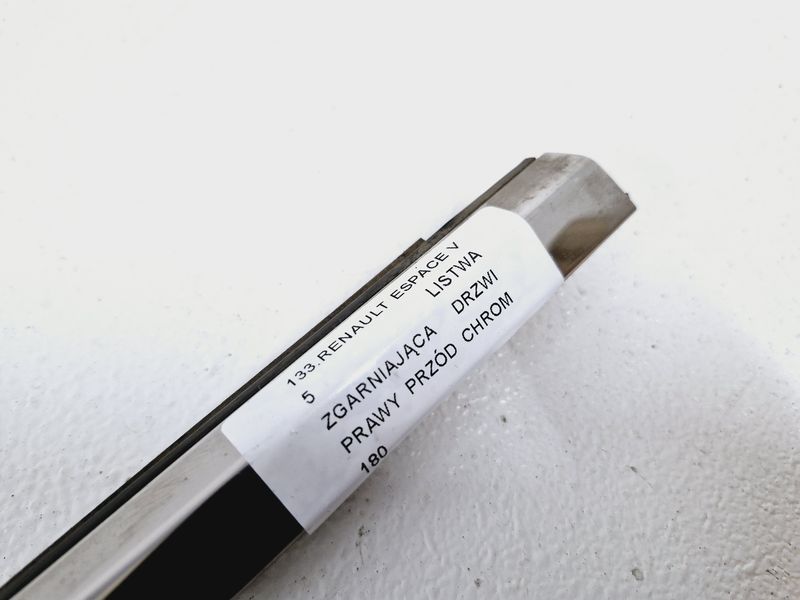 133.RENAULT ESPACE V
5 LISTWA
ZGARNIAJĄCA DRZWI
PRAWY PRZÓD CHROM
180